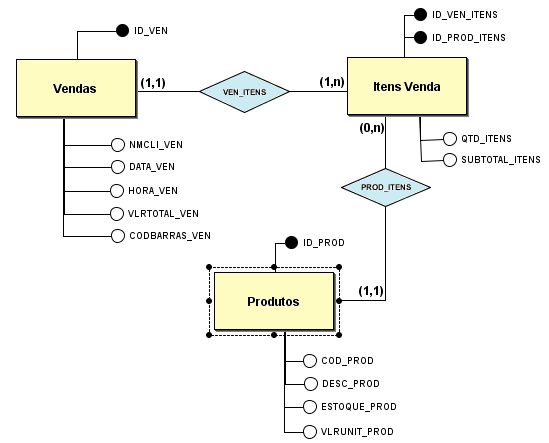 ID_VEN_ITENS
ID_VEN
ID_PROD_ITENS
(1,1)
(1,n)
Vendas
VEN_ITENS
Itens Venda
(0,n)
NMCLI_VEN
QTD_ITENS
DATA_VEN
SUBTOTAL_ITENS
HORA_VEN
PROD_ITENS
VLRTOTAL_VEN
CODBARRAS_VEN
ID_PROD
(1,1)
Produtos
COD_PROD
DESC_PROD
ESTOQUE_PROD
VLRUNIT_PROD